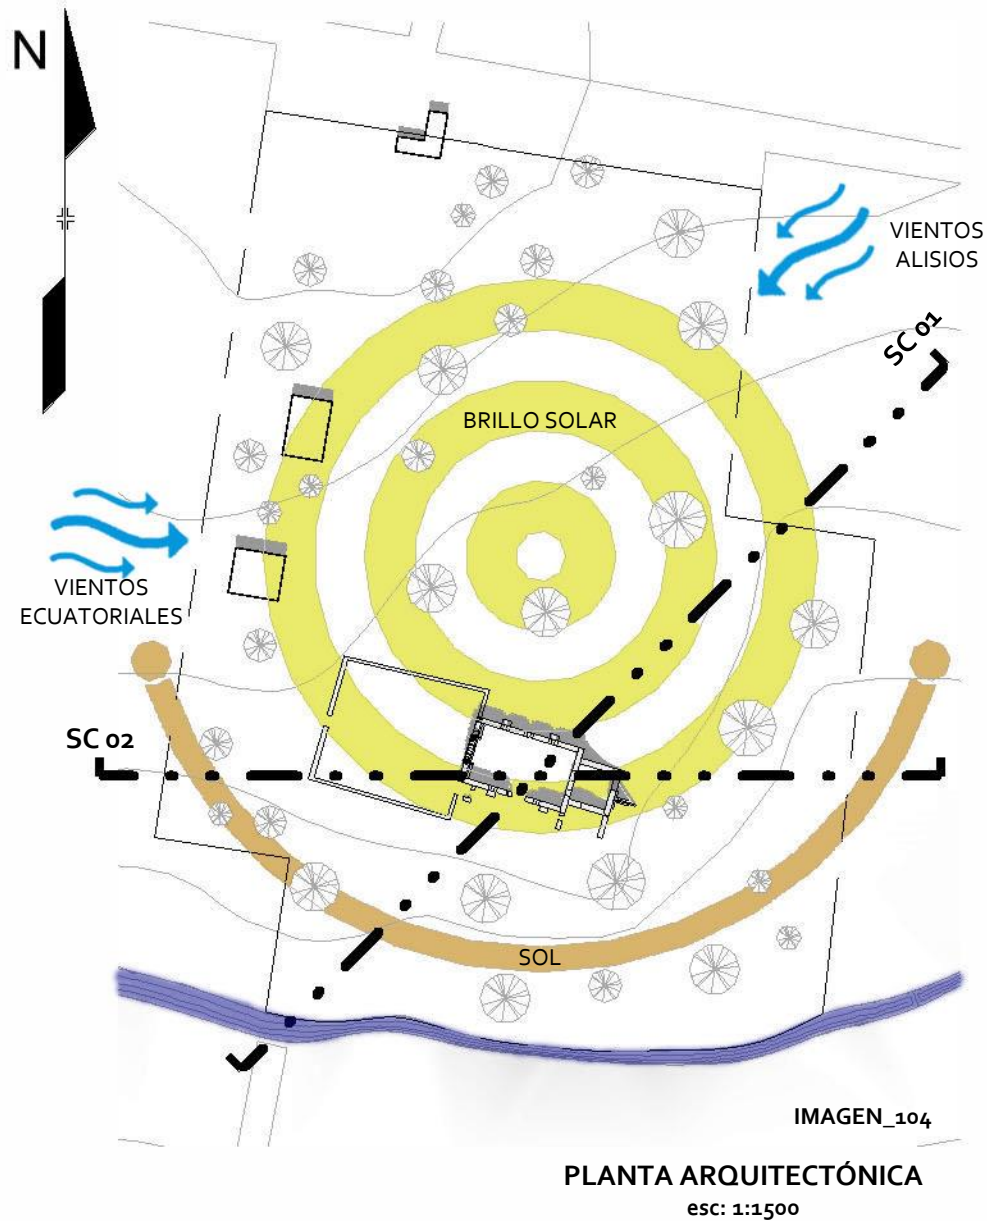 N
VIENTOS
ALISIOS
SC 01
BRILLO SOLAR
VIENTOS
ECUATORIALES
SC 02
SOL
IMAGEN_104
PLANTA ARQUITECTÓNICA
esc: 1:1500